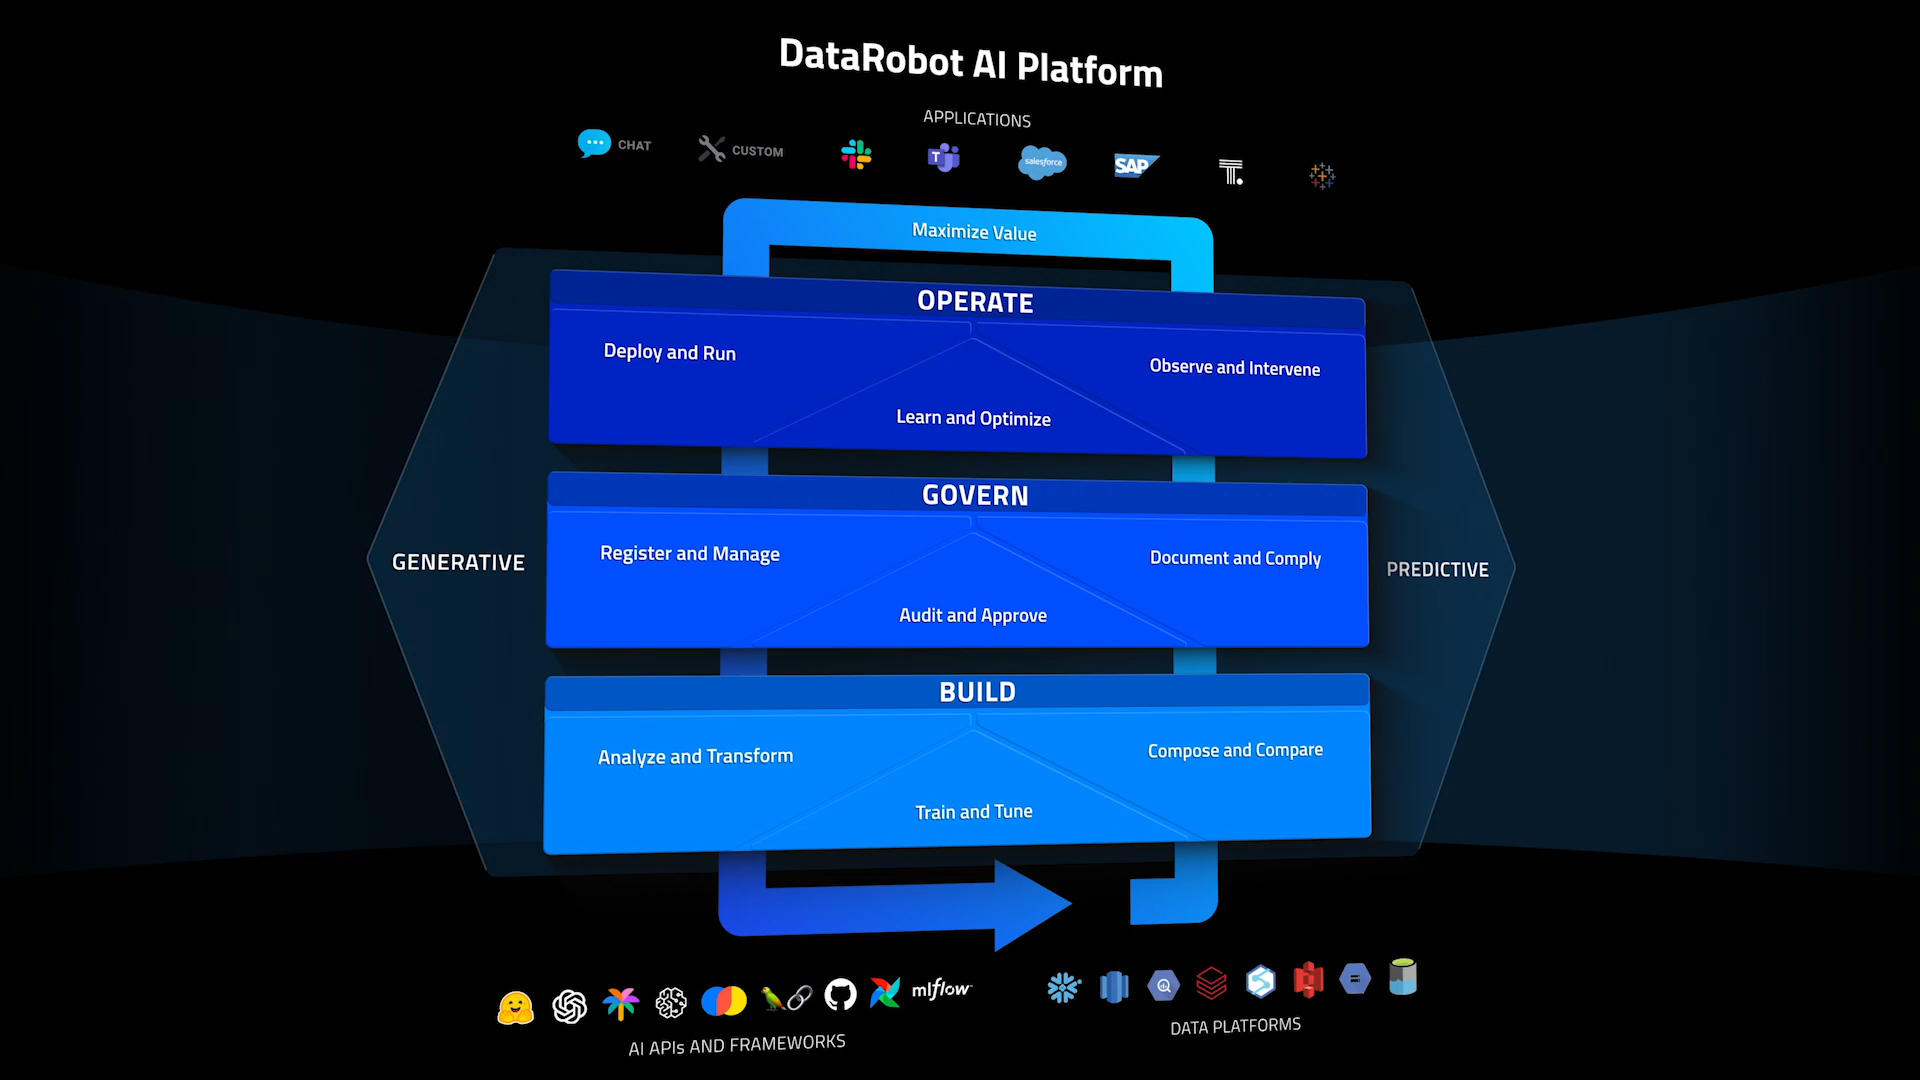 DataRobot AI Platform
APPLICATIONS
CHAT
CUSTOM
T
salesforce
SAP
Maximize Value
OPERATE
Deploy and Run
Observe and Intervene
Learn and Optimize
GOVERN
GENERATIVE
Register and Manage
Document and Comply
PREDICTIVE
Audit and Approve
BUILD
Analyze and Transform
Compose and Compare
Train and Tune
mlflow
AI APIs AND FRAMEWORKS
DATA PLATFORMS